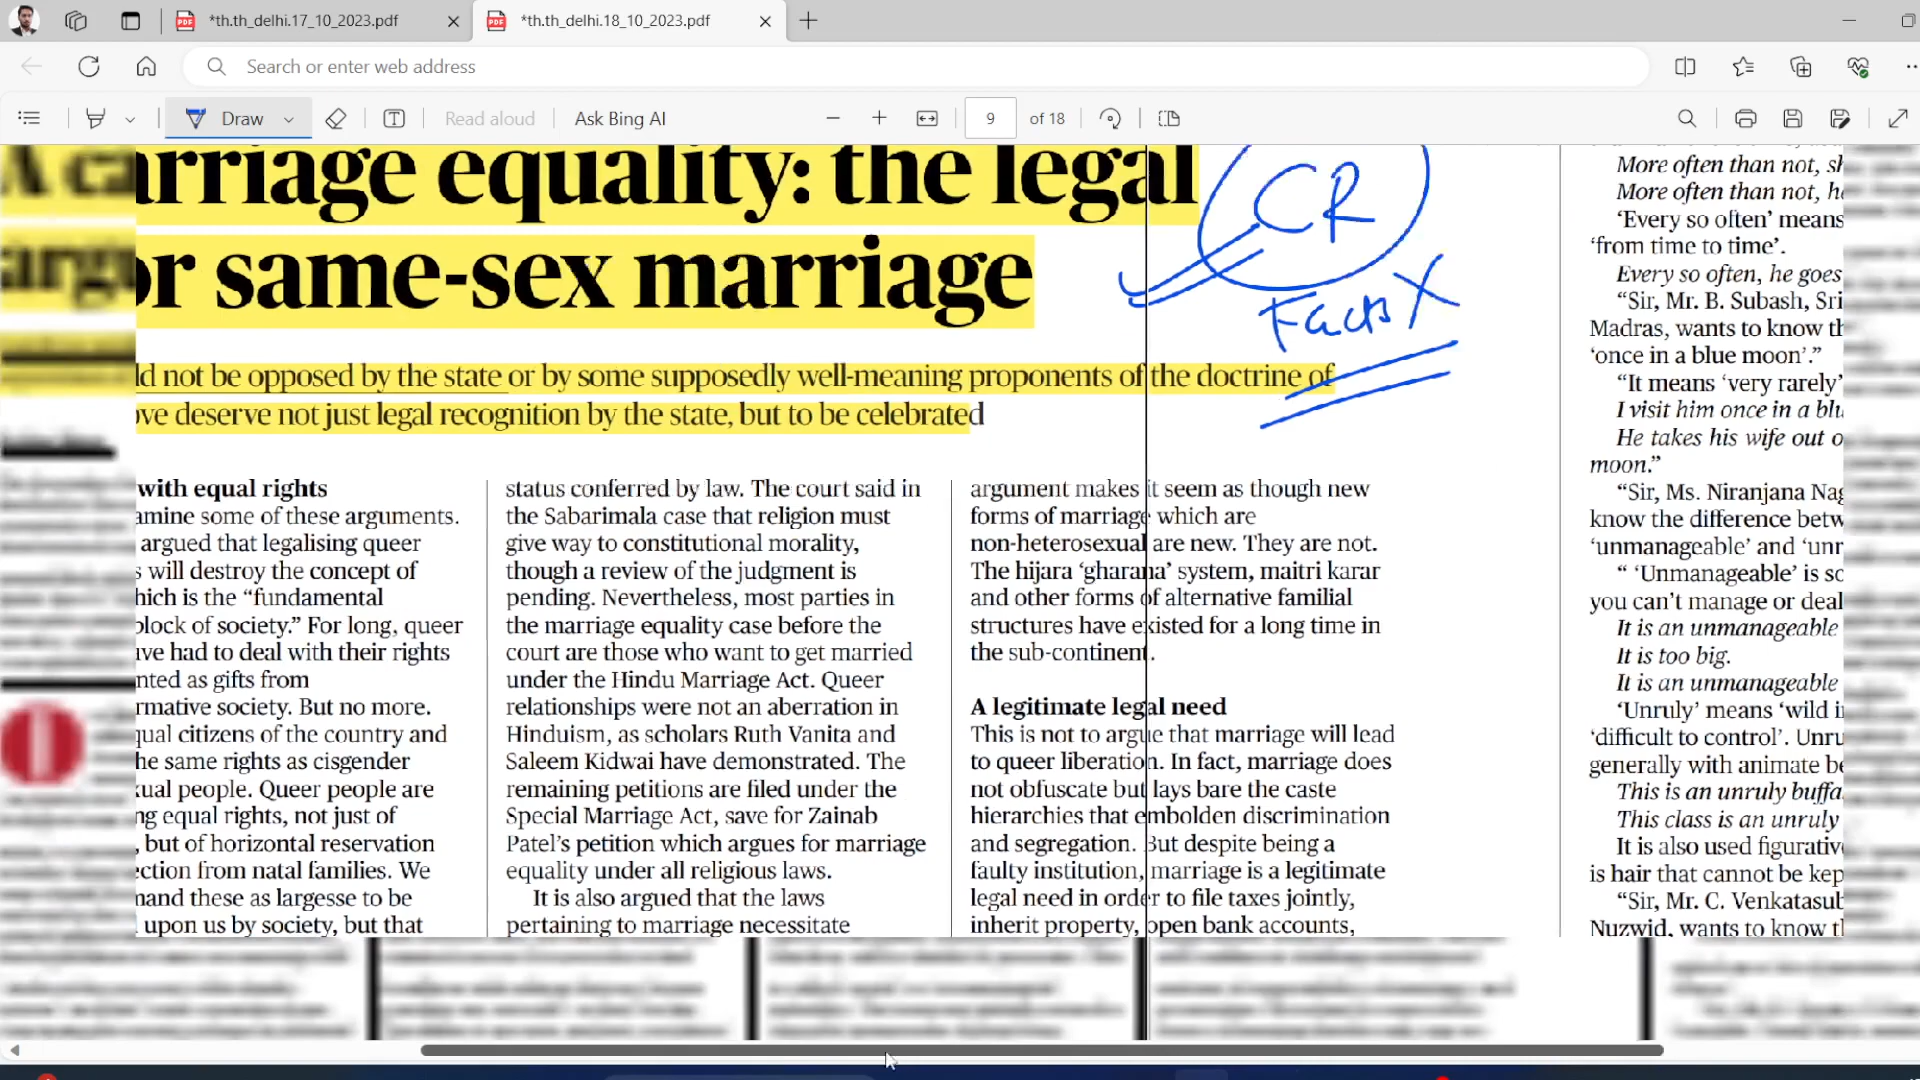 *th.th_delhi.17_10_2023.pdf
*th.th_delhi.18_10_2023.pdf
Search or enter web address
Draw
Read aloud
Ask Bing AI
9
of 18
arriage equality: the legal
or same-sex marriage
CR
Facts X
ld not be opposed by the state or by some supposedly well-meaning proponents of the doctrine of
ove deserve not just legal recognition by the state, but to be celebrated
with equal rights
amine some of these arguments.
argued that legalising queer
s will destroy the concept of
hich is the “fundamental
block of society.” For long, queer
ave had to deal with their rights
nted as gifts from
rmative society. But no more.
qual citizens of the country and
he same rights as cisgender
xual people. Queer people are
ng equal rights, not just of
, but of horizontal reservation
ection from natal families. We
mand these as largesse to be
upon us by society, but that
status conferred by law. The court said in
the Sabarimala case that religion must
give way to constitutional morality,
though a review of the judgment is
pending. Nevertheless, most parties in
the marriage equality case before the
court are those who want to get married
under the Hindu Marriage Act. Queer
relationships were not an aberration in
Hinduism, as scholars Ruth Vanita and
Saleem Kidwai have demonstrated. The
remaining petitions are filed under the
Special Marriage Act, save for Zainab
Patel’s petition which argues for marriage
equality under all religious laws.
It is also argued that the laws
pertaining to marriage necessitate
argument makes it seem as though new
forms of marriage which are
non-heterosexual are new. They are not.
The hijara ‘gharana’ system, maitri karar
and other forms of alternative familial
structures have existed for a long time in
the sub-continent.
A legitimate legal need
This is not to argue that marriage will lead
to queer liberation. In fact, marriage does
not obfuscate but lays bare the caste
hierarchies that embolden discrimination
and segregation. But despite being a
faulty institution, marriage is a legitimate
legal need in order to file taxes jointly,
inherit property, open bank accounts,
More often than not, sh
More often than not, he
‘Every so often’ means
‘from time to time’.
Every so often, he goes
“Sir, Mr. B. Subash, Sri
Madras, wants to know th
‘once in a blue moon’.”
“It means ‘very rarely’
I visit him once in a blu
He takes his wife out o
moon.”
“Sir, Ms. Niranjana Nag
know the difference betw
‘unmanageable’ and ‘unr
“ ‘Unmanageable’ is so
you can’t manage or deal
It is an unmanageable
It is too big.
It is an unmanageable
‘Unruly’ means ‘wild in
‘difficult to control’. Unru
generally with animate be
This is an unruly buffa
This class is an unruly
It is also used figurative
is hair that cannot be kep
“Sir, Mr. C. Venkatasub
Nuzwid, wants to know th